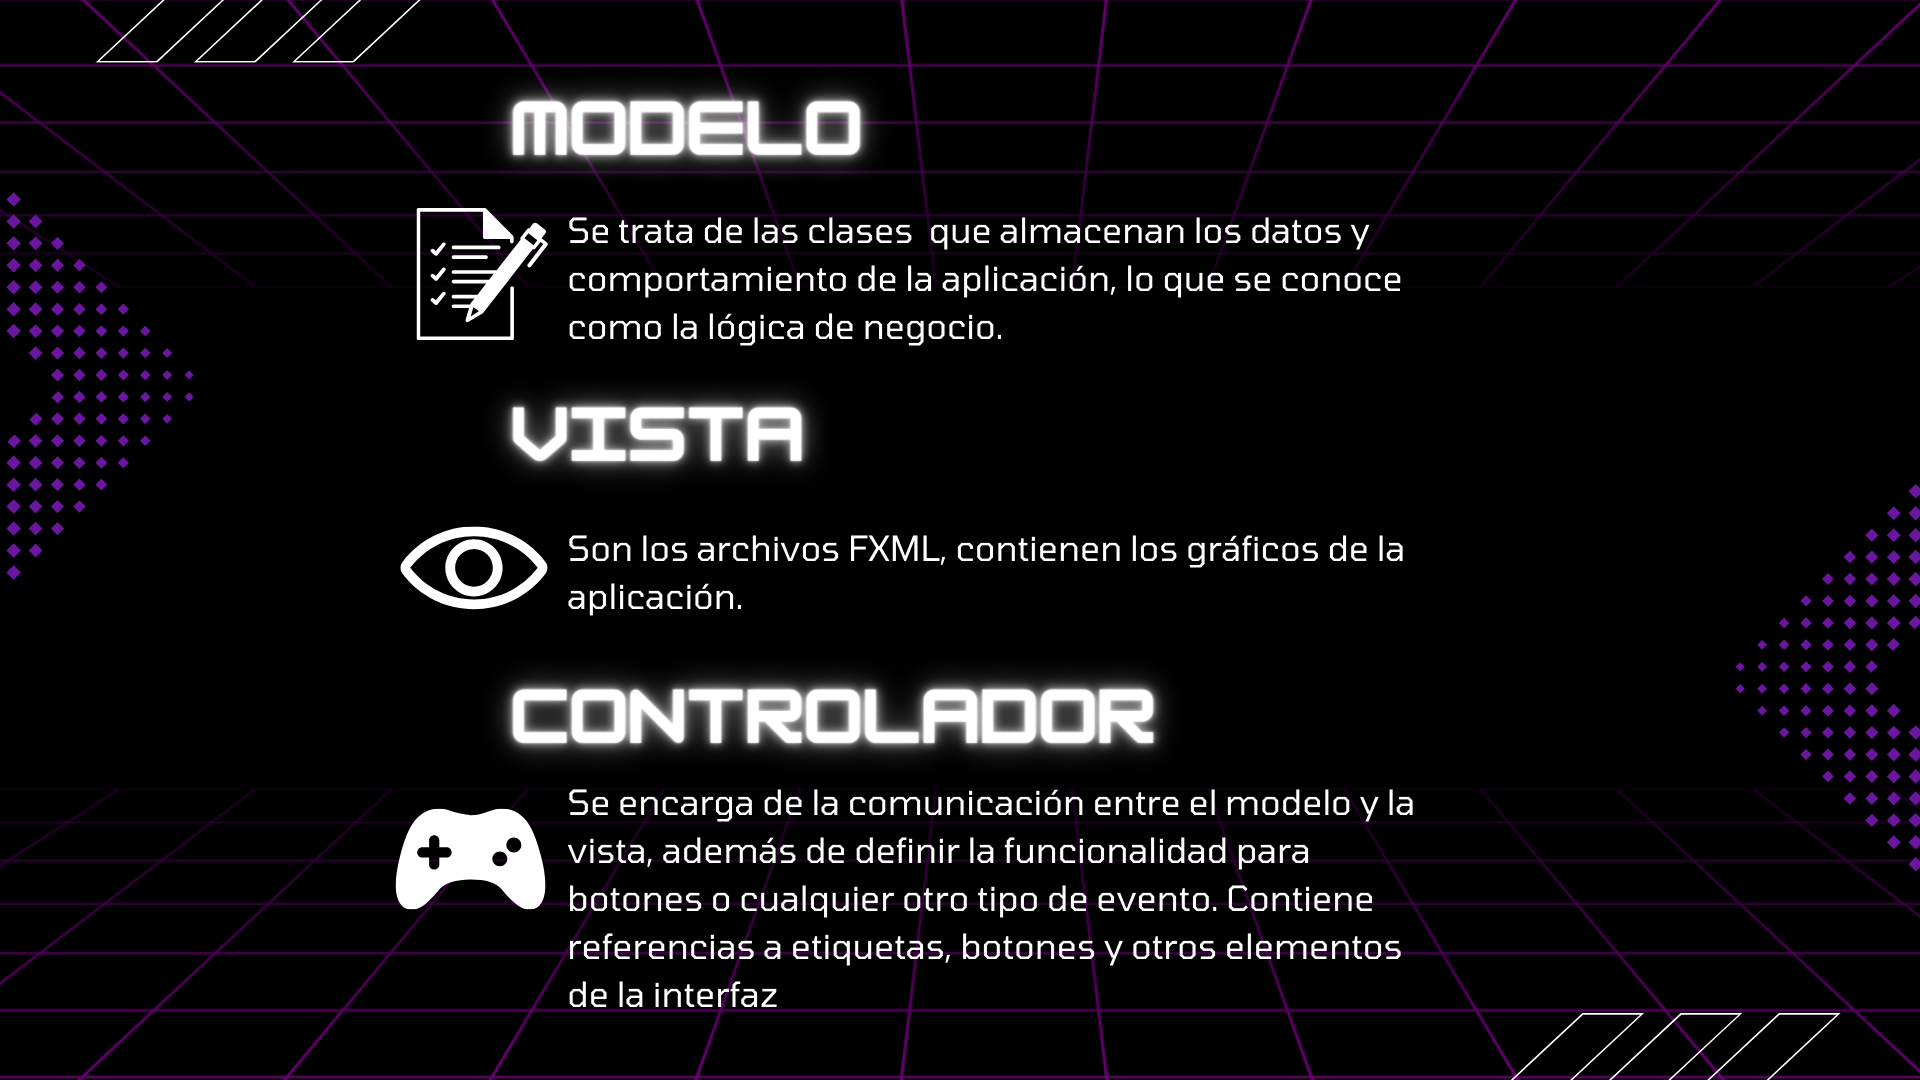 MODELO
Se trata de las clases  que almacenan los datos y
comportamiento de la aplicación, lo que se conoce
como la lógica de negocio.
VISTA
Son los archivos FXML, contienen los gráficos de la
aplicación.
CONTROLADOR
Se encarga de la comunicación entre el modelo y la
vista, además de definir la funcionalidad para
botones o cualquier otro tipo de evento. Contiene
referencias a etiquetas, botones y otros elementos
de la interfaz